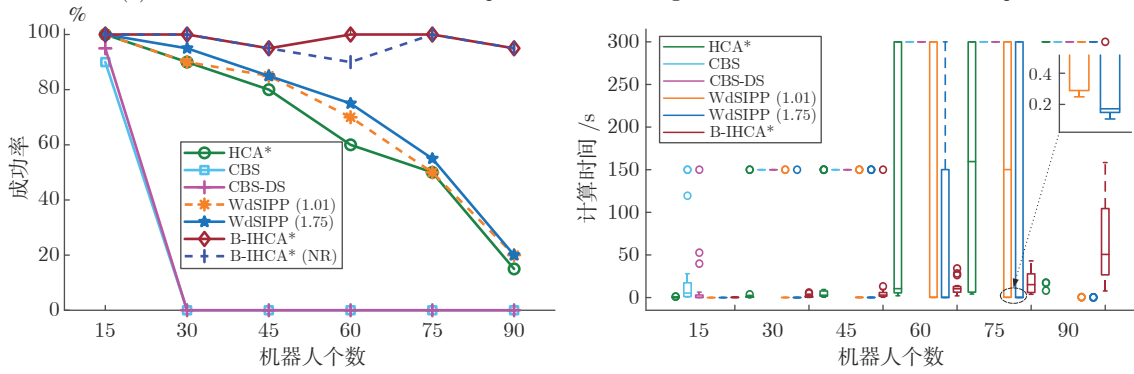 %
100
80
60
40
20
0
成功率
HCA*
CBS
CBS-DS
WdSIPP (1.01)
WdSIPP (1.75)
B-IHCA*
B-IHCA* (NR)
15 30 45 60 75 90
机器人个数
300
250
200
150
100
50
0
计算时间 /s
HCA*
CBS
CBS-DS
WdSIPP (1.01)
WdSIPP (1.75)
B-IHCA*
0.4
0.2
15 30 45 60 75 90
机器人个数